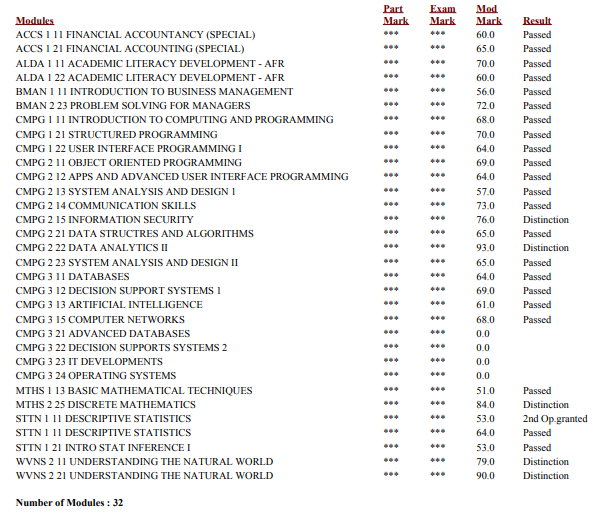 Part Exam Mod
Modules Mark Mark Mark Result
ACCS 1 11 FINANCIAL ACCOUNTANCY (SPECIAL) *** *** 60.0 Passed
ACCS 1 21 FINANCIAL ACCOUNTING (SPECIAL) *** *** 65.0 Passed
ALDA 1 11 ACADEMIC LITERACY DEVELOPMENT - AFR *** *** 70.0 Passed
ALDA 1 22 ACADEMIC LITERACY DEVELOPMENT - AFR *** *** 60.0 Passed
BMAN 1 11 INTRODUCTION TO BUSINESS MANAGEMENT *** *** 56.0 Passed
BMAN 2 23 PROBLEM SOLVING FOR MANAGERS *** *** 72.0 Passed
CMPG 1 11 INTRODUCTION TO COMPUTING AND PROGRAMMING *** *** 68.0 Passed
CMPG 1 21 STRUCTURED PROGRAMMING *** *** 70.0 Passed
CMPG 1 22 USER INTERFACE PROGRAMMING I *** *** 64.0 Passed
CMPG 2 11 OBJECT ORIENTED PROGRAMMING *** *** 69.0 Passed
CMPG 2 12 APPS AND ADVANCED USER INTERFACE PROGRAMMING *** *** 64.0 Passed
CMPG 2 13 SYSTEM ANALYSIS AND DESIGN 1 *** *** 57.0 Passed
CMPG 2 14 COMMUNICATION SKILLS *** *** 73.0 Passed
CMPG 2 15 INFORMATION SECURITY *** *** 76.0 Distinction
CMPG 2 21 DATA STRUCTRES AND ALGORITHMS *** *** 65.0 Passed
CMPG 2 22 DATA ANALYTICS II *** *** 93.0 Distinction
CMPG 2 23 SYSTEM ANALYSIS AND DESIGN II *** *** 65.0 Passed
CMPG 3 11 DATABASES *** *** 64.0 Passed
CMPG 3 12 DECISION SUPPORT SYSTEMS 1 *** *** 69.0 Passed
CMPG 3 13 ARTIFICIAL INTELLIGENCE *** *** 61.0 Passed
CMPG 3 15 COMPUTER NETWORKS *** *** 68.0 Passed
CMPG 3 21 ADVANCED DATABASES *** *** 0.0
CMPG 3 22 DECISION SUPPORTS SYSTEMS 2 *** *** 0.0
CMPG 3 23 IT DEVELOPMENTS *** *** 0.0
CMPG 3 24 OPERATING SYSTEMS *** *** 0.0
MTHS 1 13 BASIC MATHEMATICAL TECHNIQUES *** *** 51.0 Passed
MTHS 2 25 DISCRETE MATHEMATICS *** *** 84.0 Distinction
STTN 1 11 DESCRIPTIVE STATISTICS *** *** 53.0 2nd Op.granted
STTN 1 11 DESCRIPTIVE STATISTICS *** *** 64.0 Passed
STTN 1 21 INTRO STAT INFERENCE I *** *** 53.0 Passed
WVNS 2 11 UNDERSTANDING THE NATURAL WORLD *** *** 79.0 Distinction
WVNS 2 21 UNDERSTANDING THE NATURAL WORLD *** *** 90.0 Distinction
Number of Modules : 32